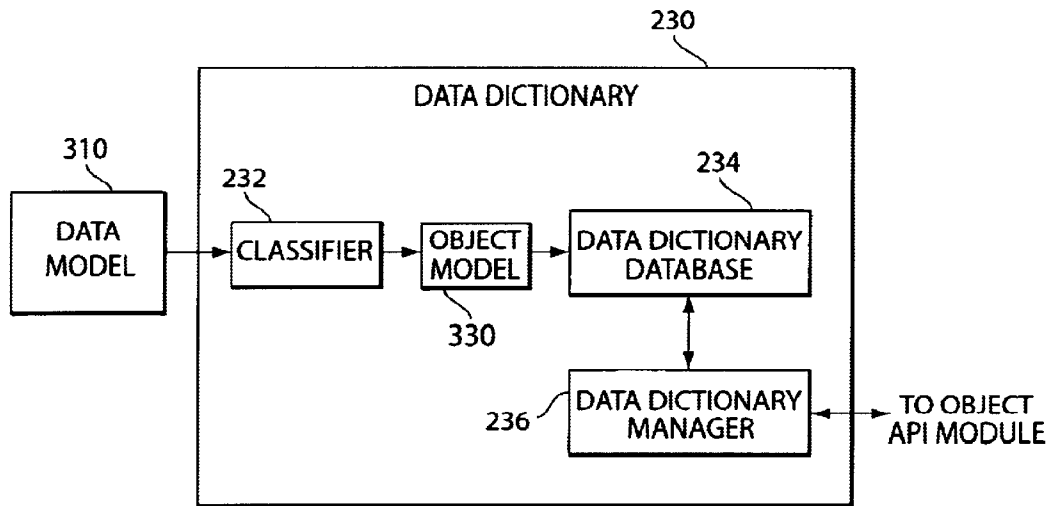 230
DATA DICTIONARY
310
DATA
MODEL
232
CLASSIFIER
OBJECT
MODEL
330
234
DATA DICTIONARY
DATABASE
236
DATA DICTIONARY
MANAGER
TO OBJECT
API MODULE